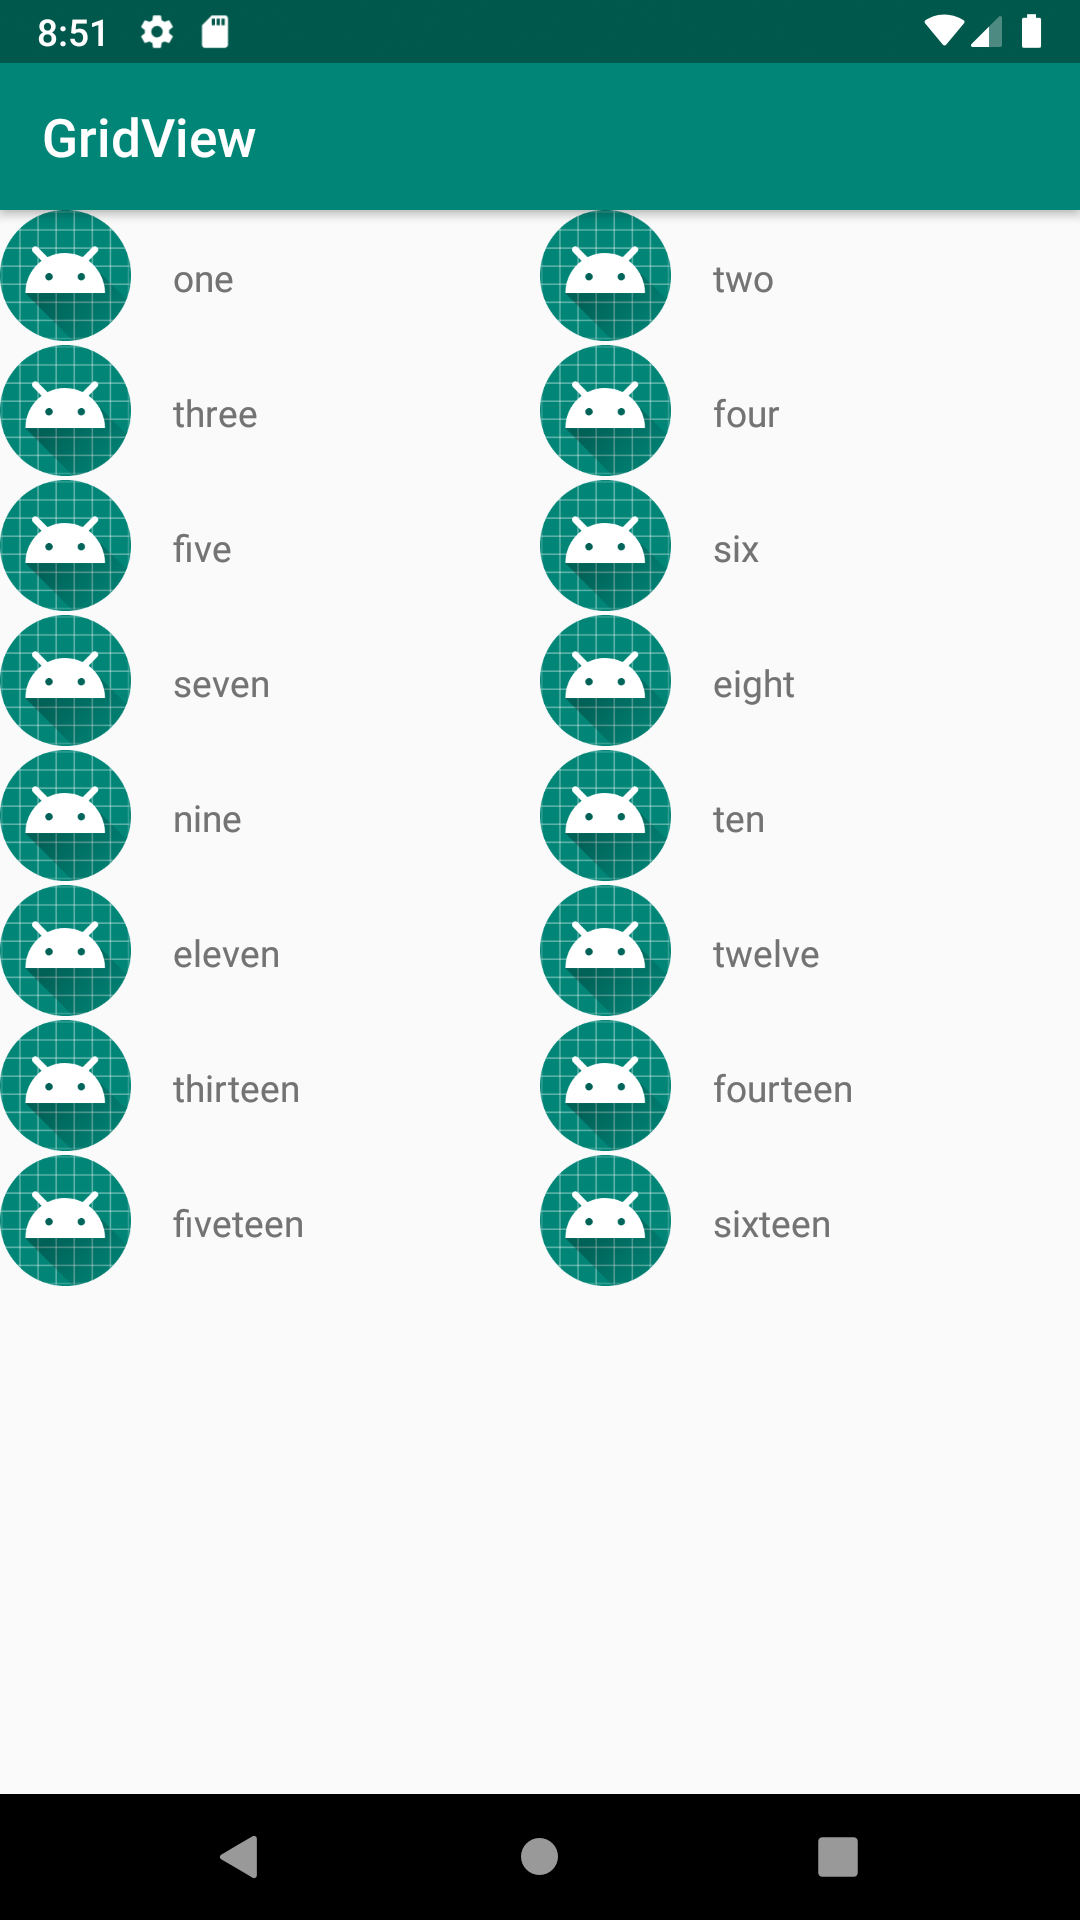 8:51
GridView
one two
three four
five six
seven eight
nine ten
eleven twelve
thirteen fourteen
fiveteen sixteen